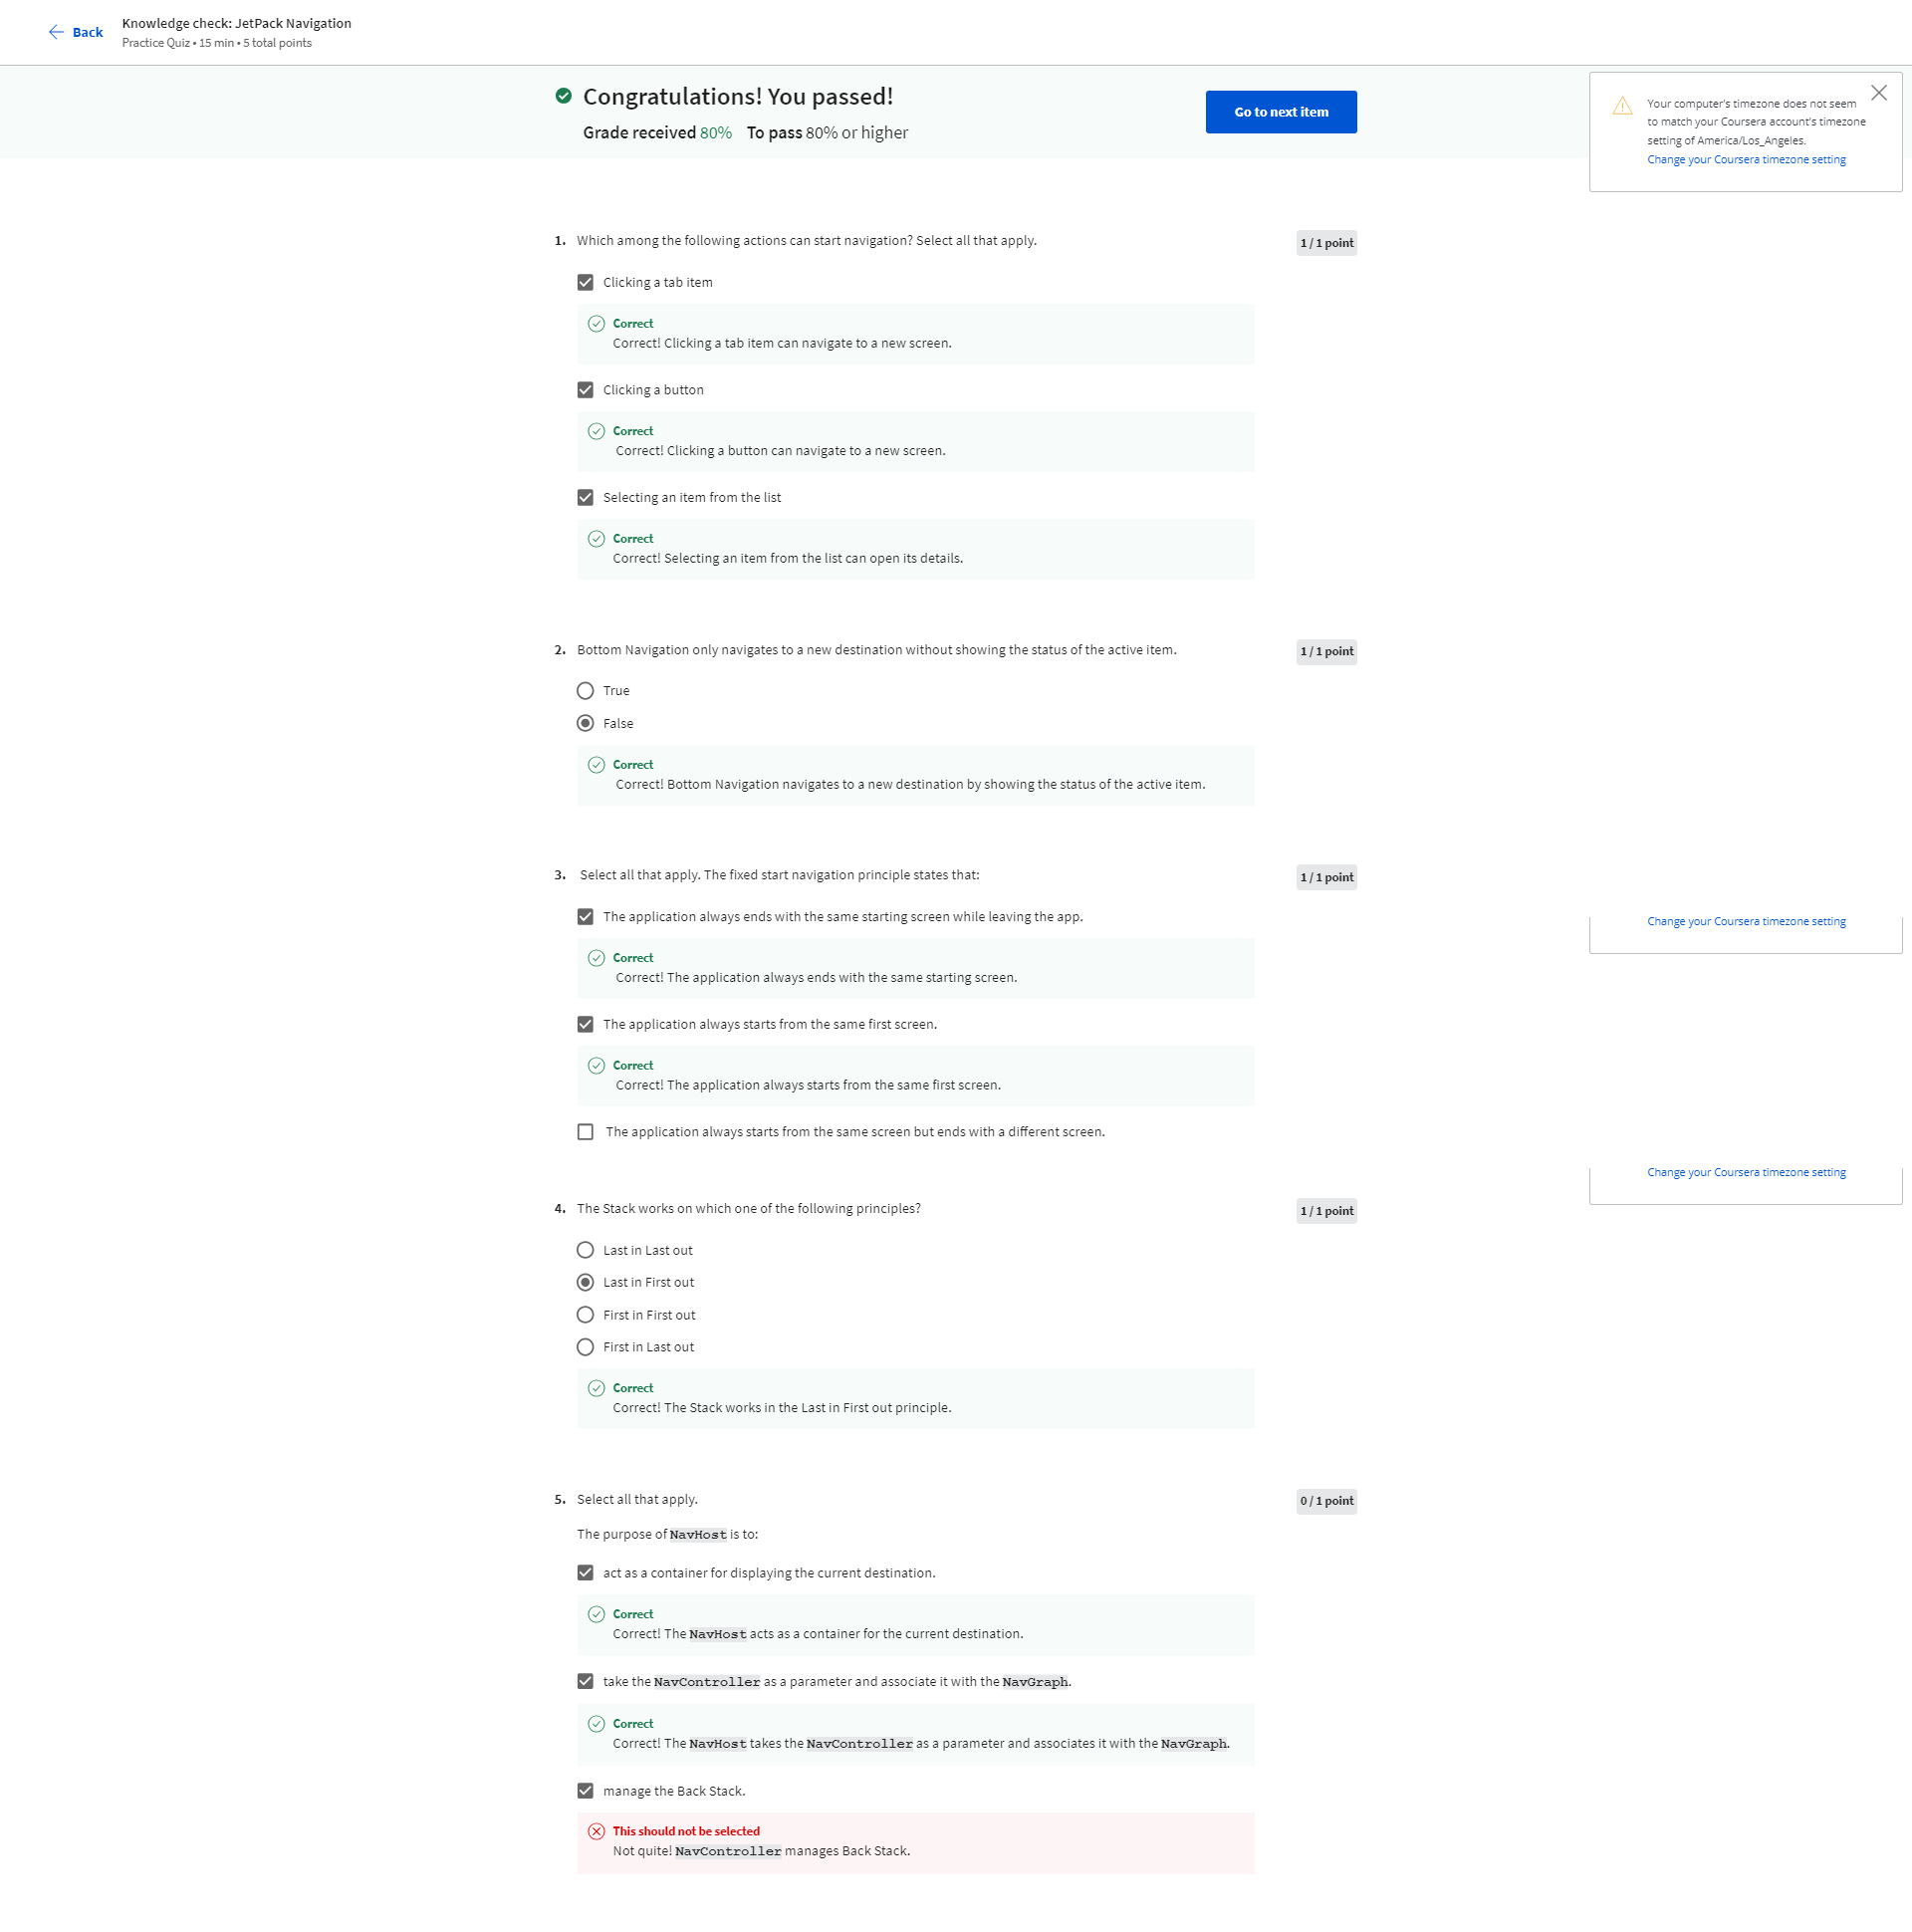 Back
Knowledge check: JetPack Navigation
Practice Quiz • 15 min • 5 total points
Congratulations! You passed!
Grade received 80% To pass 80% or higher
Go to next item
Your computer's timezone does not seem
to match your Coursera account's timezone
setting of America/Los_Angeles.
Change your Coursera timezone setting
1. Which among the following actions can start navigation? Select all that apply.
1 / 1 point
Clicking a tab item
Correct
Correct! Clicking a tab item can navigate to a new screen.
Clicking a button
Correct
Correct! Clicking a button can navigate to a new screen.
Selecting an item from the list
Correct
Correct! Selecting an item from the list can open its details.
2. Bottom Navigation only navigates to a new destination without showing the status of the active item.
1 / 1 point
True
False
Correct
Correct! Bottom Navigation navigates to a new destination by showing the status of the active item.
3. Select all that apply. The fixed start navigation principle states that:
1 / 1 point
The application always ends with the same starting screen while leaving the app.
Change your Coursera timezone setting
Correct
Correct! The application always ends with the same starting screen.
The application always starts from the same first screen.
Correct
Correct! The application always starts from the same first screen.
The application always starts from the same screen but ends with a different screen.
Change your Coursera timezone setting
4. The Stack works on which one of the following principles?
1 / 1 point
Last in Last out
Last in First out
First in First out
First in Last out
Correct
Correct! The Stack works in the Last in First out principle.
5. Select all that apply.
0 / 1 point
The purpose of NavHost is to:
act as a container for displaying the current destination.
Correct
Correct! The NavHost acts as a container for the current destination.
take the NavController as a parameter and associate it with the NavGraph.
Correct
Correct! The NavHost takes the NavController as a parameter and associates it with the NavGraph.
manage the Back Stack.
This should not be selected
Not quite! NavController manages Back Stack.